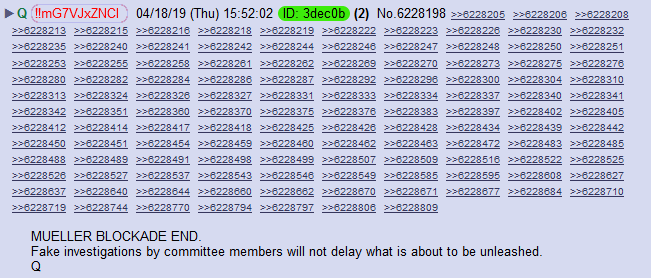 Q !!mG7VJxZNCI 04/18/19 (Thu) 15:52:02 ID: 3dec0b (2) No.6228198 >>6228205 >>6228206 >>6228208
>>6228213 >>6228215 >>6228216 >>6228218 >>6228219 >>6228222 >>6228223 >>6228226 >>6228230 >>6228232
>>6228235 >>6228240 >>6228241 >>6228243 >>6228244 >>6228246 >>6228247 >>6228248 >>6228250 >>6228251
>>6228253 >>6228255 >>6228258 >>6228261 >>6228262 >>6228269 >>6228270 >>6228273 >>6228275 >>6228276
>>6228280 >>6228282 >>6228284 >>6228287 >>6228292 >>6228296 >>6228300 >>6228304 >>6228310
>>6228313 >>6228324 >>6228326 >>6228327 >>6228331 >>6228333 >>6228334 >>6228337 >>6228340 >>6228341
>>6228342 >>6228351 >>6228360 >>6228370 >>6228375 >>6228376 >>6228383 >>6228397 >>6228402 >>6228405
>>6228412 >>6228414 >>6228417 >>6228418 >>6228425 >>6228426 >>6228428 >>6228434 >>6228439 >>6228442
>>6228450 >>6228451 >>6228454 >>6228459 >>6228460 >>6228462 >>6228463 >>6228472 >>6228483 >>6228485
>>6228488 >>6228489 >>6228491 >>6228498 >>6228499 >>6228507 >>6228509 >>6228516 >>6228522 >>6228525
>>6228526 >>6228527 >>6228537 >>6228543 >>6228546 >>6228549 >>6228585 >>6228595 >>6228608 >>6228627
>>6228637 >>6228640 >>6228644 >>6228660 >>6228662 >>6228670 >>6228671 >>6228677 >>6228684 >>6228710
>>6228719 >>6228744 >>6228770 >>6228794 >>6228797 >>6228806 >>6228809
MUELLER BLOCKADE END.
Fake investigations by committee members will not delay what is about to be unleashed.
Q